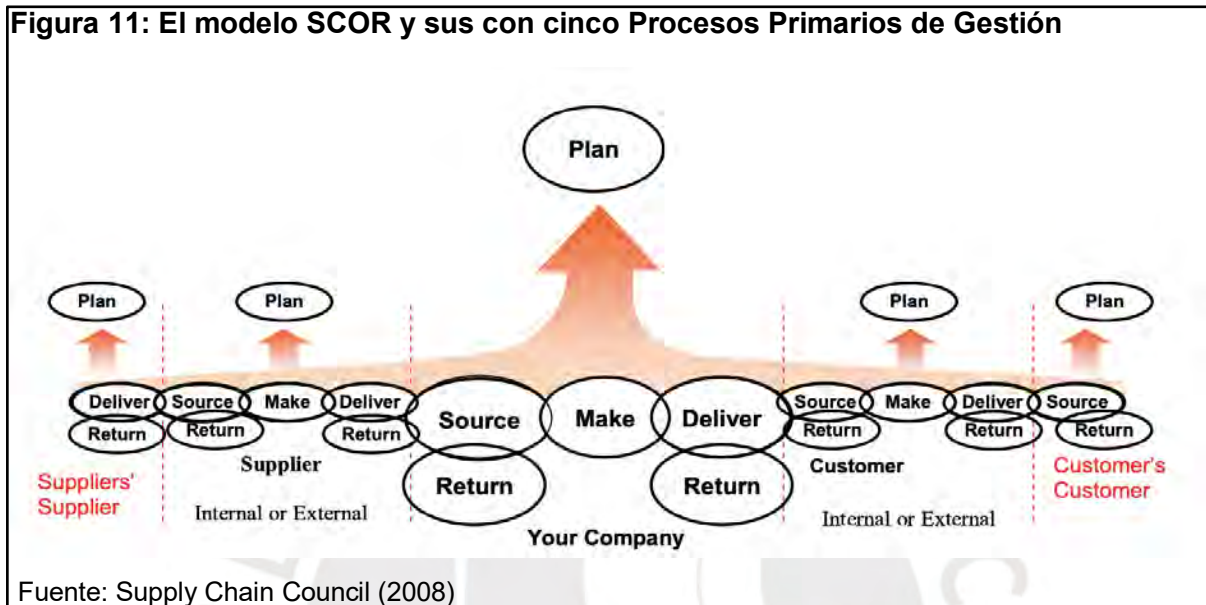 Figura 11: El modelo SCOR y sus con cinco Procesos Primarios de Gestión
Plan
Plan Plan Plan Plan
Deliver Source Make Deliver Source Make Deliver Source Make Deliver Source
Return Return Return Return Return Return Return Return
Suppliers'
Supplier
Supplier
Internal or External
Your Company
Customer
Internal or External
Customer's
Customer
Fuente: Supply Chain Council (2008)